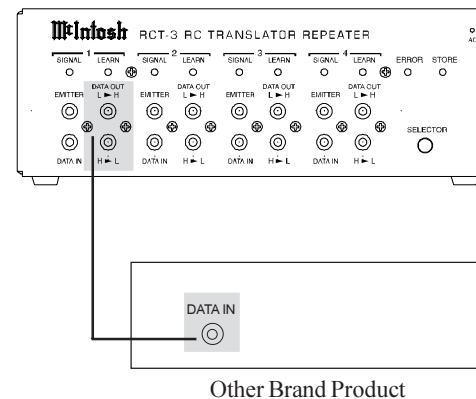 McIntosh RCT-3 RC TRANSLATOR REPEATER
AC
1 2 3 4
SIGNAL LEARN SIGNAL LEARN SIGNAL LEARN SIGNAL LEARN ERROR STORE
DATA OUT DATA OUT DATA OUT DATA OUT
EMITTER L ► H EMITTER L ► H EMITTER L ► H EMITTER L ► H
SELECTOR
DATA IN H ► L DATA IN H ► L DATA IN H ► L DATA IN H ► L
DATA IN
Other Brand Product